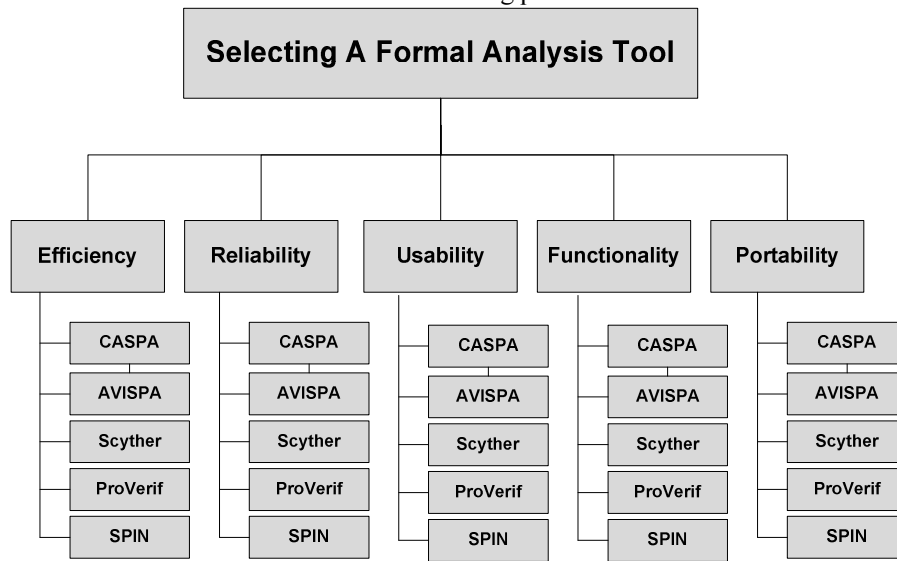 Selecting A Formal Analysis Tool
Efficiency
Reliability
Usability
Functionality
Portability
CASPA
AVISPA
Scyther
ProVerif
SPIN
CASPA
AVISPA
Scyther
ProVerif
SPIN
CASPA
AVISPA
Scyther
ProVerif
SPIN
CASPA
AVISPA
Scyther
ProVerif
SPIN
CASPA
AVISPA
Scyther
ProVerif
SPIN